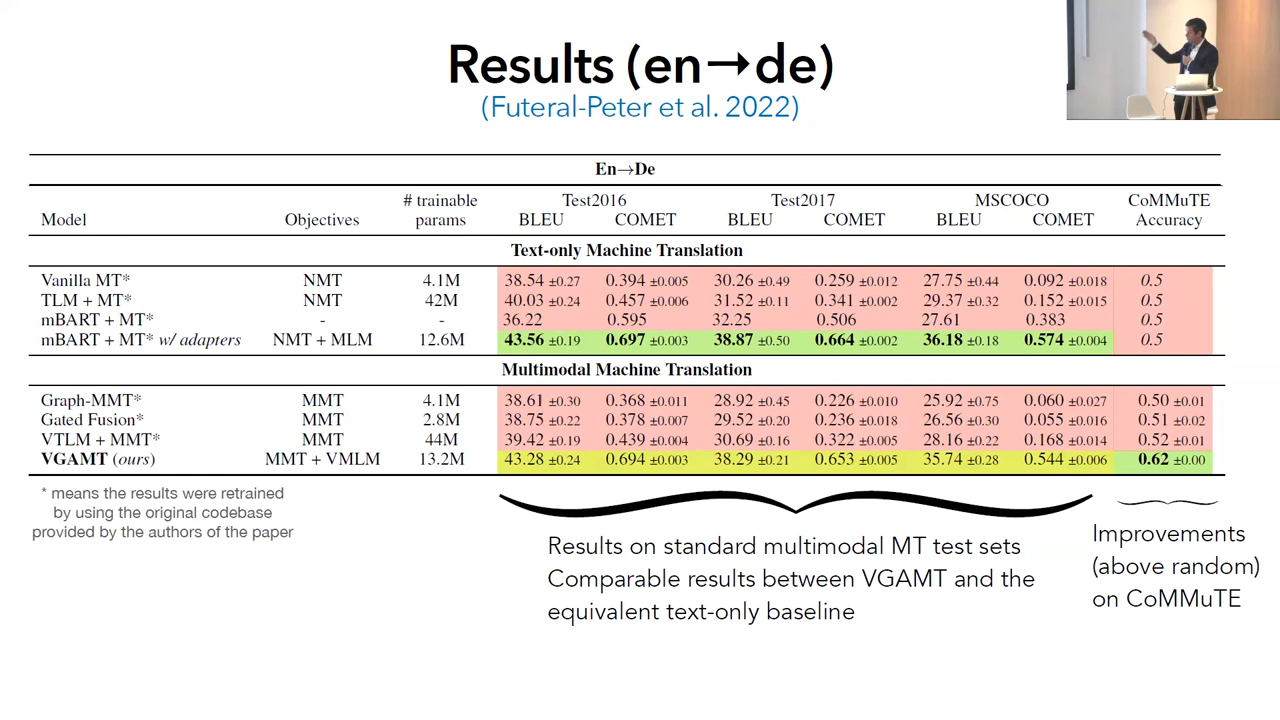 Results (en→de)
(Futeral-Peter et al. 2022)
En→De
Model Objectives # trainable params Test2016 BLEU COMET Test2017 BLEU COMET MSCOCO BLEU COMET CoMMuTE Accuracy
Text-only Machine Translation
Vanilla MT* NMT 4.1M 38.54 ±0.27 0.394 ±0.005 30.26 ±0.49 0.259 ±0.012 27.75 ±0.44 0.092 ±0.018 0.5
TLM + MT* NMT 42M 40.03 ±0.24 0.457 ±0.006 31.52 ±0.11 0.341 ±0.002 29.37 ±0.32 0.152 ±0.015 0.5
mBART + MT* - - 36.22 0.595 32.25 0.506 27.61 0.383 0.5
mBART + MT* w/ adapters NMT + MLM 12.6M 43.56 ±0.19 0.697 ±0.003 38.87 ±0.50 0.664 ±0.002 36.18 ±0.18 0.574 ±0.004 0.5
Multimodal Machine Translation
Graph-MMT* MMT 4.1M 38.61 ±0.30 0.368 ±0.011 28.92 ±0.45 0.226 ±0.010 25.92 ±0.75 0.060 ±0.027 0.50 ±0.01
Gated Fusion* MMT 2.8M 38.75 ±0.22 0.378 ±0.007 29.52 ±0.20 0.236 ±0.018 26.56 ±0.30 0.055 ±0.016 0.51 ±0.02
VTLM + MMT* MMT 44M 39.42 ±0.19 0.439 ±0.004 30.69 ±0.16 0.322 ±0.005 28.16 ±0.22 0.168 ±0.014 0.52 ±0.01
VGAMT (ours) MMT + VMLM 13.2M 43.28 ±0.24 0.694 ±0.003 38.29 ±0.21 0.653 ±0.005 35.74 ±0.28 0.544 ±0.006 0.62 ±0.00
* means the results were retrained
by using the original codebase
provided by the authors of the paper
Results on standard multimodal MT test sets
Comparable results between VGAMT and the
equivalent text-only baseline
Improvements
(above random)
on CoMMuTE